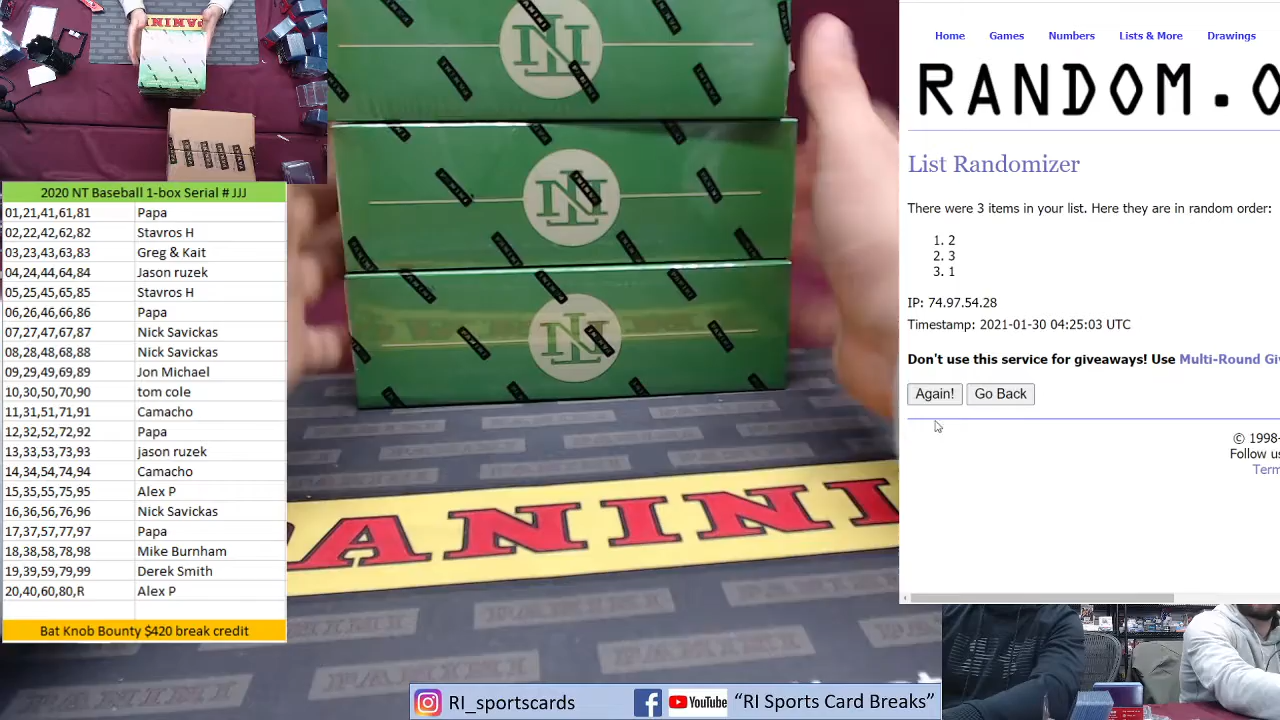 2020 NT Baseball 1-box Serial # JJJ
01,21,41,61,81 Papa
02,22,42,62,82 Stavros H
03,23,43,63,83 Greg & Kait
04,24,44,64,84 Jason ruzek
05,25,45,65,85 Stavros H
06,26,46,66,86 Papa
07,27,47,67,87 Nick Savickas
08,28,48,68,88 Nick Savickas
09,29,49,69,89 Jon Michael
10,30,50,70,90 tom cole
11,31,51,71,91 Camacho
12,32,52,72,92 Papa
13,33,53,73,93 jason ruzek
14,34,54,74,94 Camacho
15,35,55,75,95 Alex P
16,36,56,76,96 Nick Savickas
17,37,57,77,97 Papa
18,38,58,78,98 Mike Burnham
19,39,59,79,99 Derek Smith
20,40,60,80,R Alex P
Bat Knob Bounty $420 break credit
PANINI
Home Games Numbers Lists & More Drawings
RANDOM.O
List Randomizer
There were 3 items in your list. Here they are in random order:
1. 2
2. 3
3. 1
IP: 74.97.54.28
Timestamp: 2021-01-30 04:25:03 UTC
Don't use this service for giveaways! Use Multi-Round Gi
Again! Go Back
© 1998-
Follow us
Term
RI_sportscards YouTube "RI Sports Card Breaks"